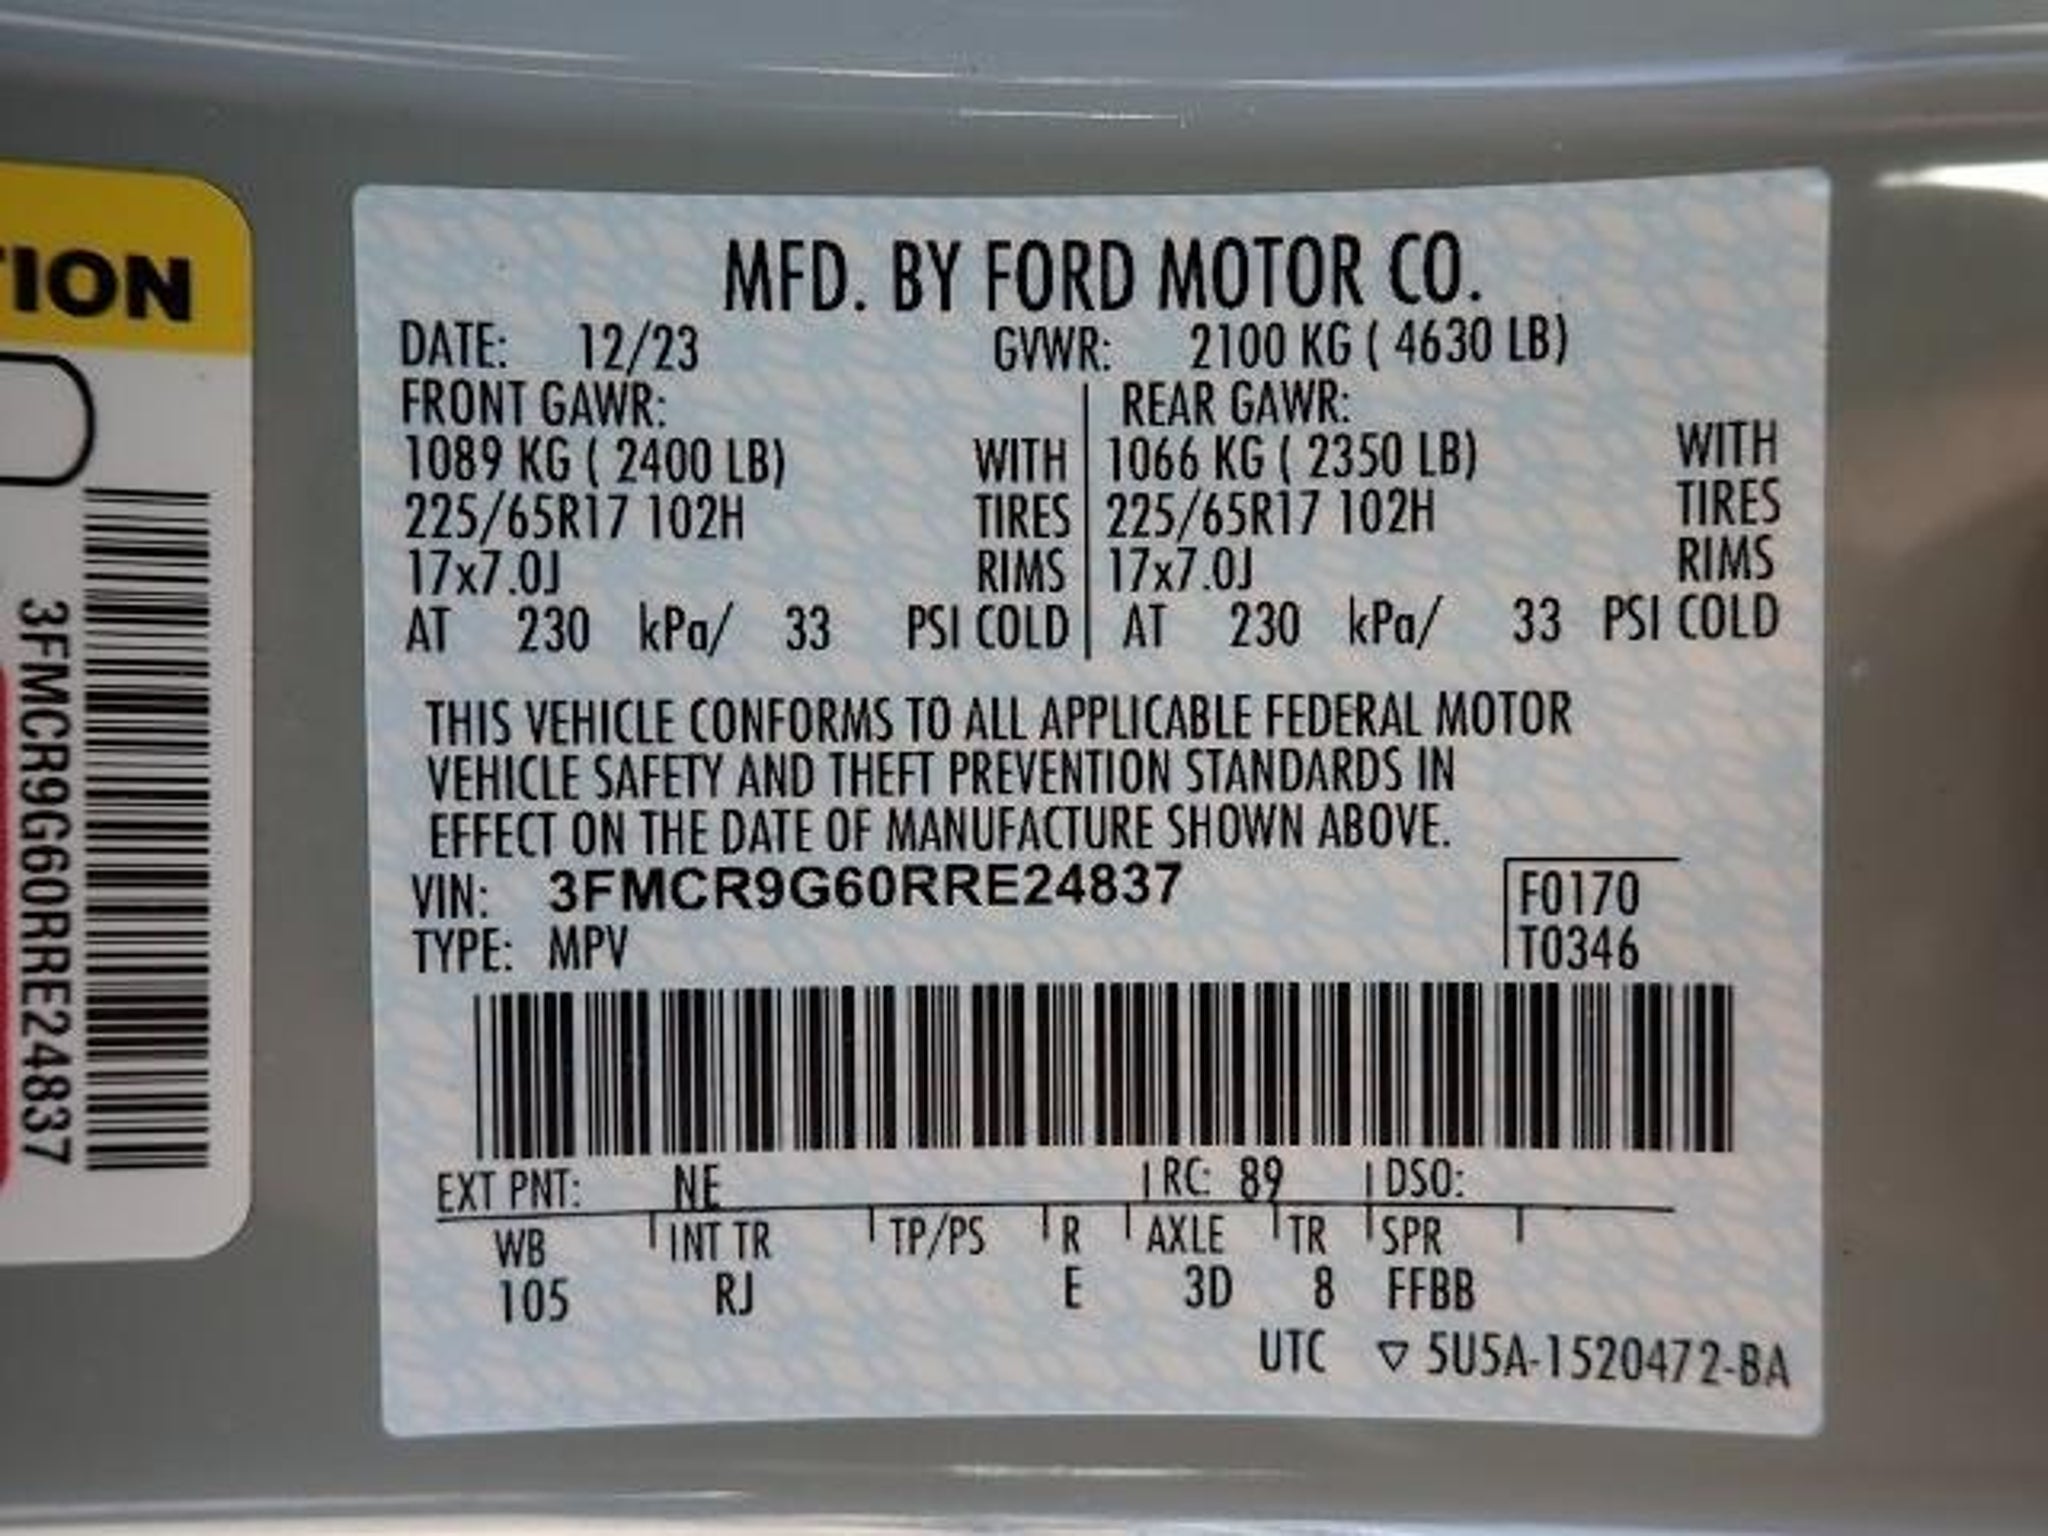 TION
3FMCR9G60RRE24837
MFD. BY FORD MOTOR CO.
DATE: 12/23 GVWR: 2100 KG ( 4630 LB)
FRONT GAWR: REAR GAWR:
1089 KG ( 2400 LB) WITH 1066 KG ( 2350 LB) WITH
225/65R17 102H TIRES 225/65R17 102H TIRES
17x7.0J RIMS 17x7.0J RIMS
AT 230 kPa/ 33 PSI COLD AT 230 kPa/ 33 PSI COLD
THIS VEHICLE CONFORMS TO ALL APPLICABLE FEDERAL MOTOR
VEHICLE SAFETY AND THEFT PREVENTION STANDARDS IN
EFFECT ON THE DATE OF MANUFACTURE SHOWN ABOVE.
VIN: 3FMCR9G60RRE24837 F0170
TYPE: MPV T0346
EXT PNT: NE RC: 89 DSO:
WB INT TR TP/PS R AXLE TR SPR
105 RJ E 3D 8 FFBB
UTC ▽ 5U5A-1520472-BA